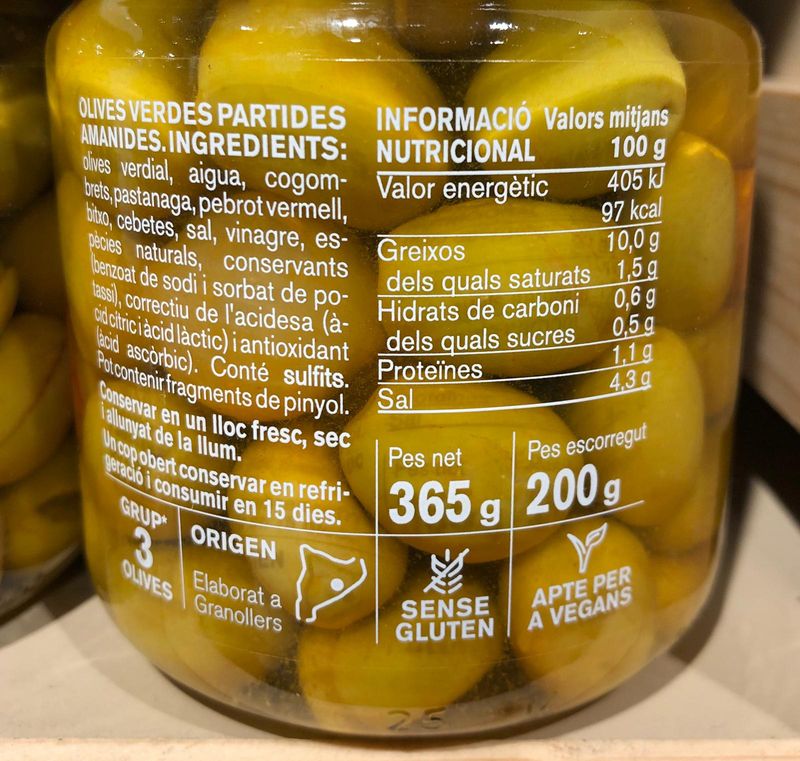 OLIVES VERDES PARTIDES
AMANIDES. INGREDIENTS:
olives verdial, aigua, cogom-
brets, pastanaga, pebrot vermell,
bitxo, cebetes, sal, vinagre, es-
pècies naturals, conservants
(benzoat de sodi i sorbat de po-
tassi), correctiu de l'acidesa (à-
cid cítric i àcid làctic) i antioxidant
(àcid ascòrbic). Conté sulfits.
Pot contenir fragments de pinyol.
Conservar en un lloc fresc, sec
i allunyat de la llum.
Un cop obert conservar en refri-
geració i consumir en 15 dies.
GRUP*
3
OLIVES
ORIGEN
Elaborat a
Granollers
INFORMACIÓ Valors mitjans
NUTRICIONAL 100 g
Valor energètic 405 kJ
97 kcal
Greixos 10,0 g
dels quals saturats 1,5 g
Hidrats de carboni 0,6 g
dels quals sucres 0,5 g
Proteïnes 1,1 g
Sal 4,3 g
Pes net
365 g
Pes escorregut
200 g
SENSE
GLUTEN
APTE PER
A VEGANS